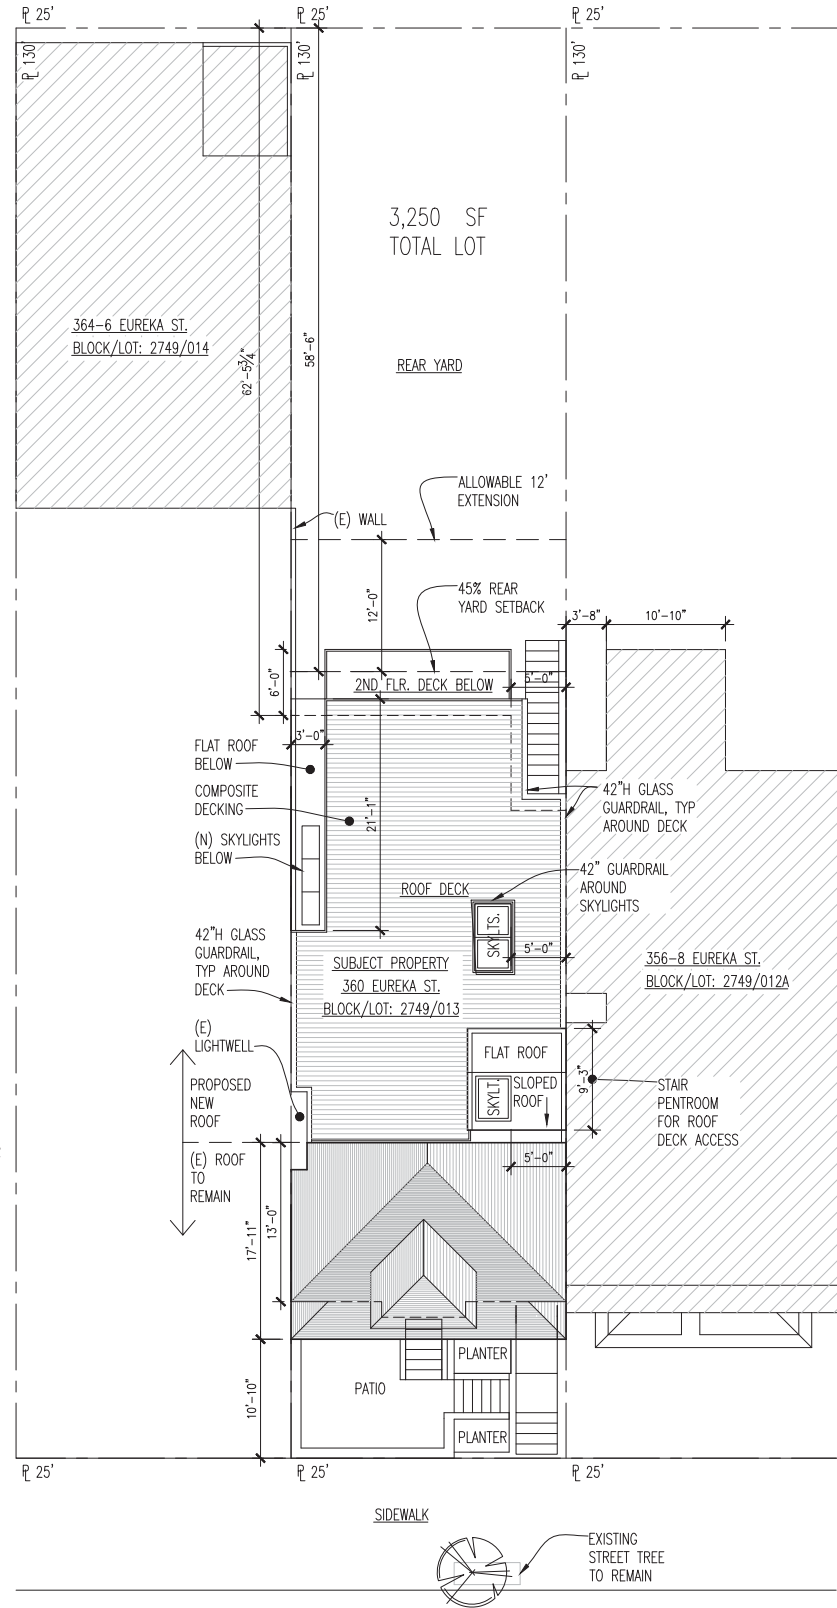 ℄ 25'
℄ 25'
℄ 25'
℄ 130'
℄ 130'
℄ 130'
3,250 SF
TOTAL LOT
364-6 EUREKA ST.
BLOCK/LOT: 2749/014
62'-5¾"
58'-6"
REAR YARD
ALLOWABLE 12'
EXTENSION
(E) WALL
12'-0"
45% REAR
YARD SETBACK
3'-8"
10'-10"
6'-0"
2ND FLR. DECK BELOW
5'-0"
3'-0"
FLAT ROOF
BELOW
COMPOSITE
DECKING
(N) SKYLIGHTS
BELOW
21'-1"
42"H GLASS
GUARDRAIL, TYP
AROUND DECK
ROOF DECK
42" GUARDRAIL
AROUND
SKYLIGHTS
SKYLTS.
5'-0"
42"H GLASS
GUARDRAIL,
TYP AROUND
DECK
SUBJECT PROPERTY
360 EUREKA ST.
BLOCK/LOT: 2749/013
356-8 EUREKA ST.
BLOCK/LOT: 2749/012A
(E)
LIGHTWELL
FLAT ROOF
SKYLT.
SLOPED
ROOF
9'-3"
STAIR
PENTROOM
FOR ROOF
DECK ACCESS
PROPOSED
NEW
ROOF
(E) ROOF
TO
REMAIN
5'-0"
17'-11"
13'-0"
10'-10"
PATIO
PLANTER
PLANTER
℄ 25'
℄ 25'
℄ 25'
SIDEWALK
EXISTING
STREET TREE
TO REMAIN